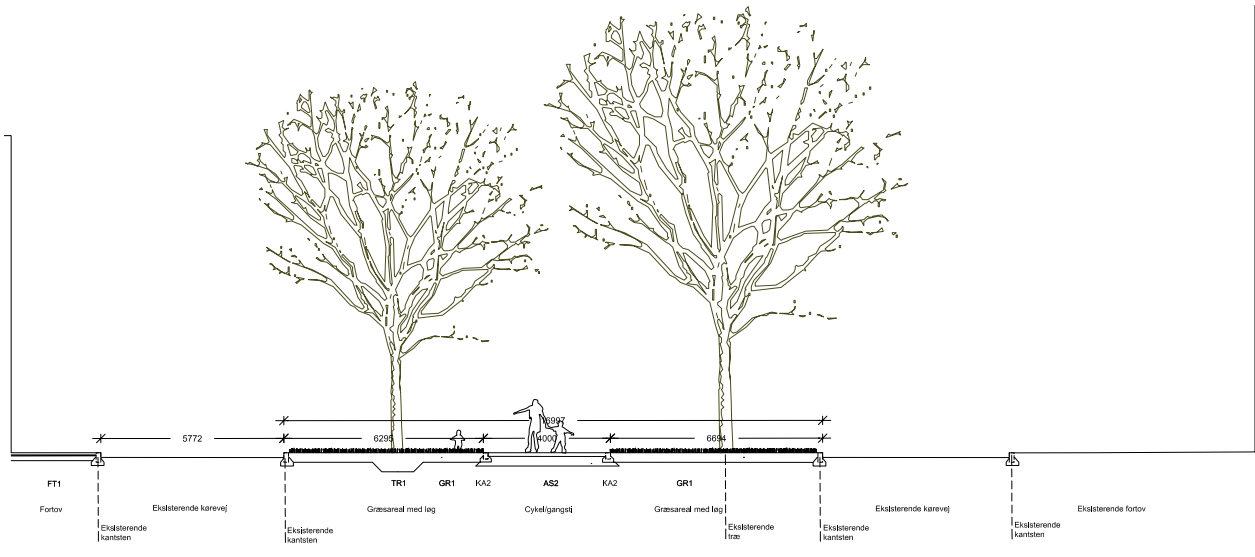 16997
5772
6295
4000
6694
FT1
TR1
GR1
KA2
AS2
KA2
GR1
Fortov
Eksisterende kørevej
Græsareal med løg
Cykel/gangsti
Græsareal med løg
Eksisterende kørevej
Eksisterende fortov
Eksisterende
kantsten
Eksisterende
kantsten
Eksisterende
træ
Eksisterende
kantsten
Eksisterende
kantsten